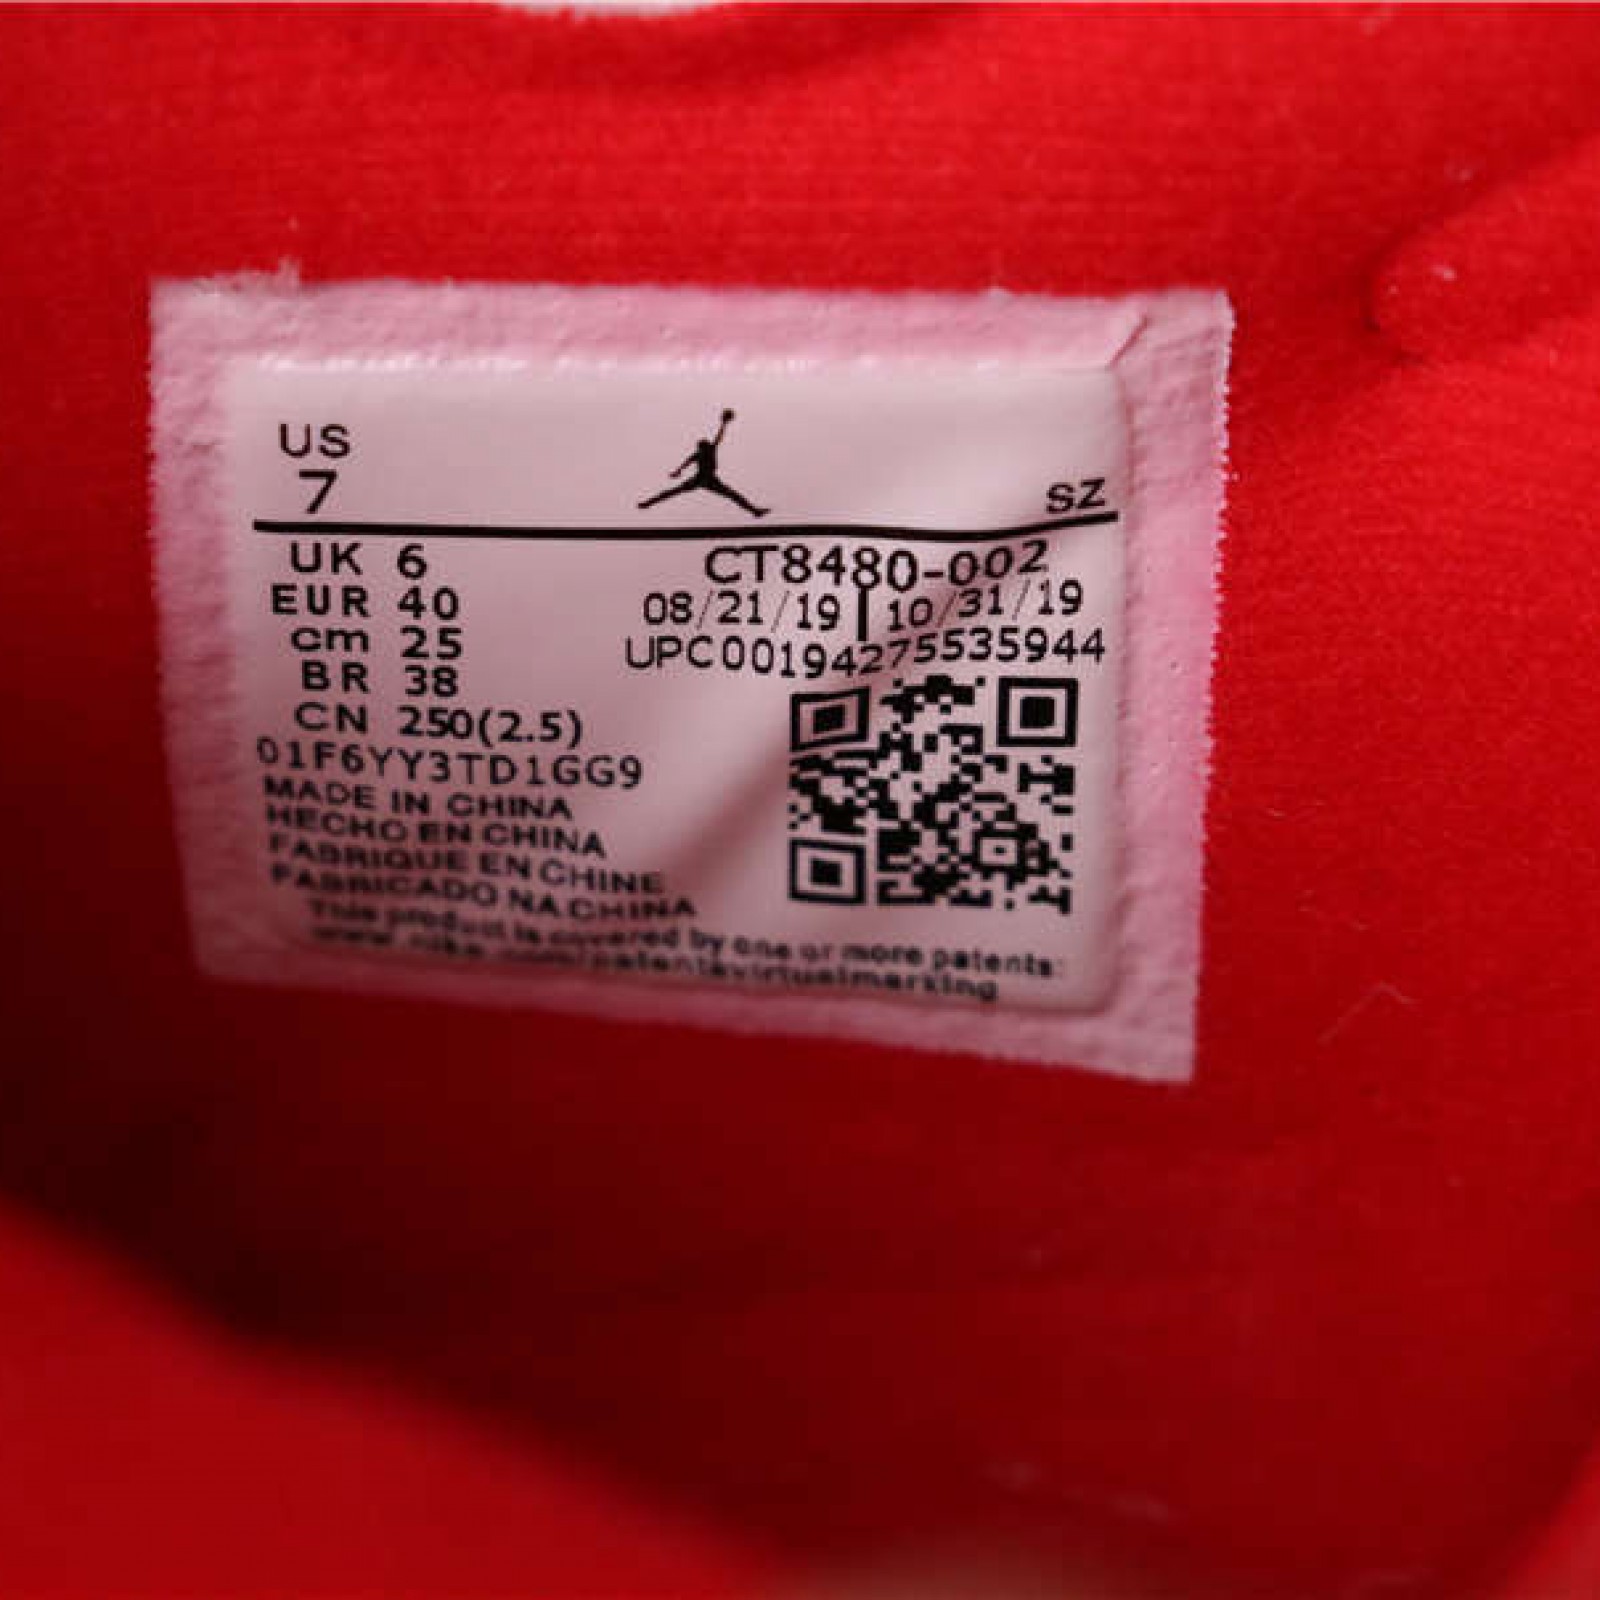 US
7
SZ
UK 6
CT8480-002
EUR 40
08/21/19 | 10/31/19
cm 25
UPC00194275535944
BR 38
CN 250(2.5)
01F6YY3TD1GG9
MADE IN CHINA
HECHO EN CHINA
FABRIQUE EN CHINE
FABRICADO NA CHINA
This product is covered by one or more patents:
www.nike.com/patentsvirtualmarking